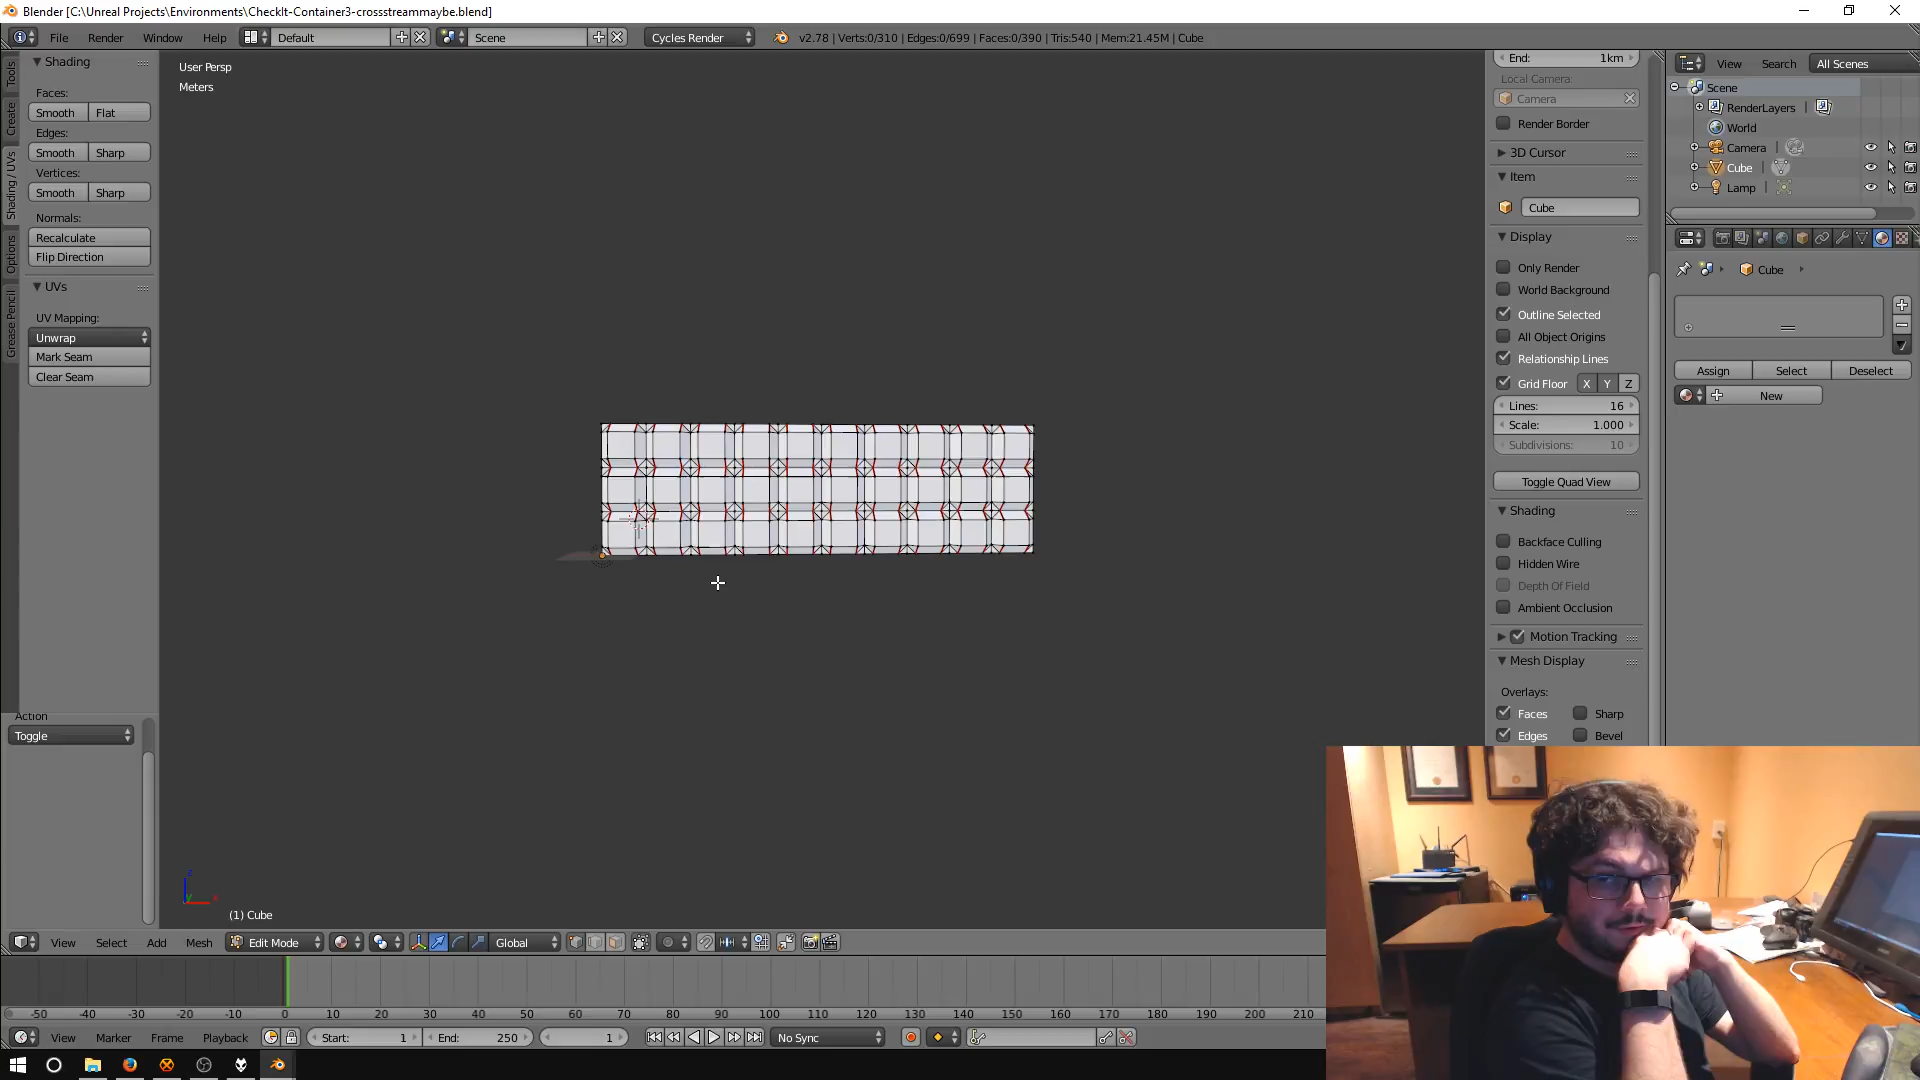 Blender [C:\Unreal Projects\Environments\CheckIt-Container3-crossstreammaybe.blend]
File Render Window Help Default Scene Cycles Render v2.78 | Verts:0/310 | Edges:0/699 | Faces:0/390 | Tris:540 | Mem:21.45M | Cube
Tools
Create
Shading / UVs
Options
Grease Pencil
Shading
Faces:
Smooth Flat
Edges:
Smooth Sharp
Vertices:
Smooth Sharp
Normals:
Recalculate
Flip Direction
UVs
UV Mapping:
Unwrap
Mark Seam
Clear Seam
Action
Toggle
User Persp
Meters
(1) Cube
End: 1km
Local Camera:
Camera
Render Border
3D Cursor
Item
Cube
Display
Only Render
World Background
Outline Selected
All Object Origins
Relationship Lines
Grid Floor X Y Z
Lines: 16
Scale: 1.000
Subdivisions: 10
Toggle Quad View
Shading
Backface Culling
Hidden Wire
Depth Of Field
Ambient Occlusion
Motion Tracking
Mesh Display
Overlays:
Faces Sharp
Edges Bevel
View Search All Scenes
Scene
RenderLayers
World
Camera
Cube
Lamp
Cube
Assign Select Deselect
New
View Select Add Mesh Edit Mode Global
-50 -40 -30 -20 -10 0 10 20 30 40 50 60 70 80 90 100 110 120 130 140 150 160 170 180 190 200 210
View Marker Frame Playback Start: 1 End: 250 1 No Sync